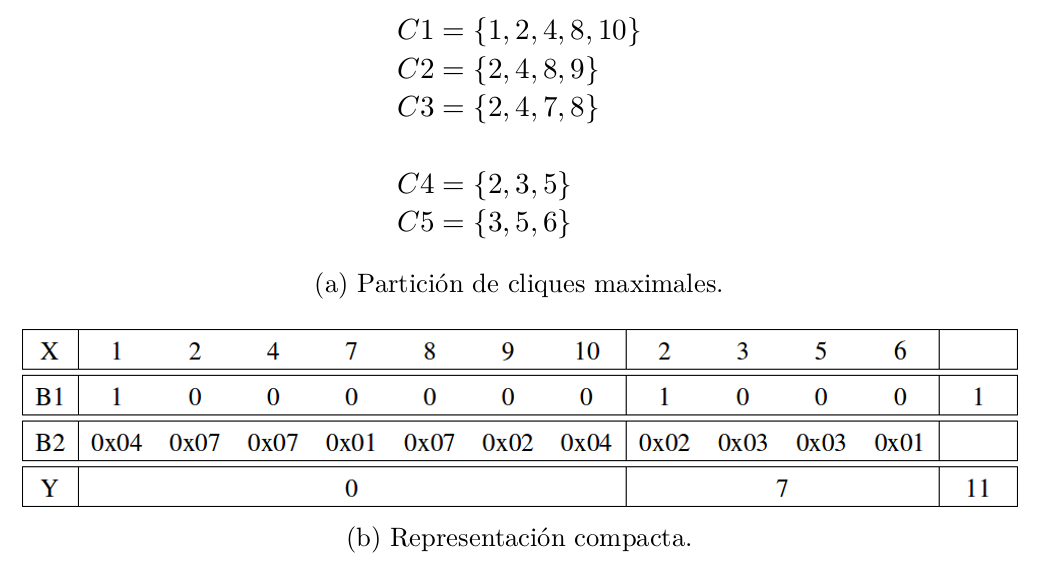 C1 = {1, 2, 4, 8, 10}
C2 = {2, 4, 8, 9}
C3 = {2, 4, 7, 8}
C4 = {2, 3, 5}
C5 = {3, 5, 6}
(a) Partición de cliques maximales.
X 1 2 4 7 8 9 10 2 3 5 6
B1 1 0 0 0 0 0 0 1 0 0 0 1
B2 0x04 0x07 0x07 0x01 0x07 0x02 0x04 0x02 0x03 0x03 0x01
Y 0 7 11
(b) Representación compacta.